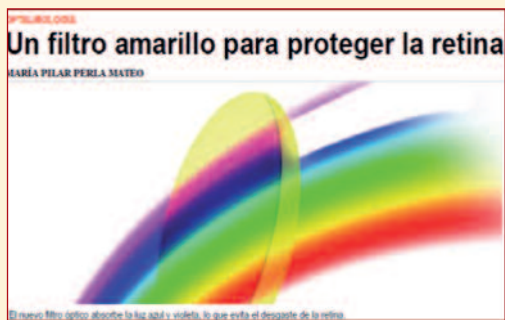 OFTALMOLOGÍA
Un filtro amarillo para proteger la retina
MARÍA PILAR PERLA MATEO
El nuevo filtro óptico absorbe la luz azul y violeta, lo que evita el desgaste de la retina.